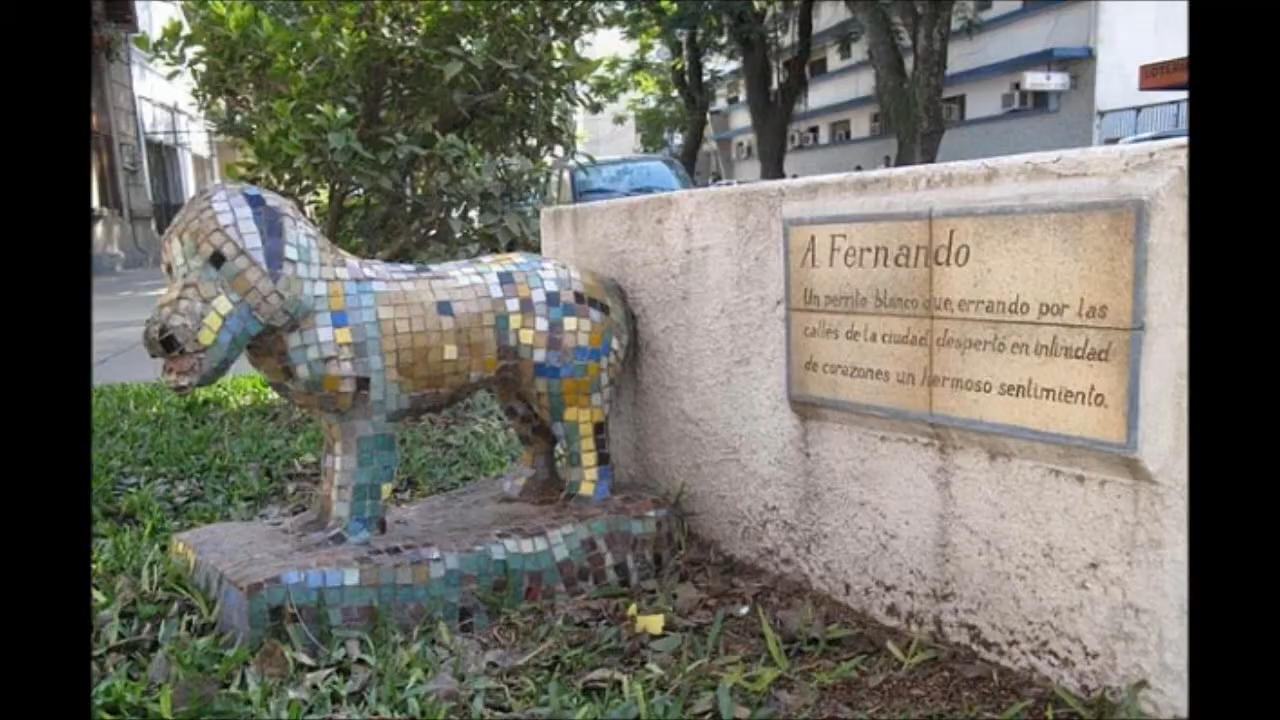 A Fernando
Un perrito blanco que, errando por las
calles de la ciudad, despertó en infinidad
de corazones un hermoso sentimiento.